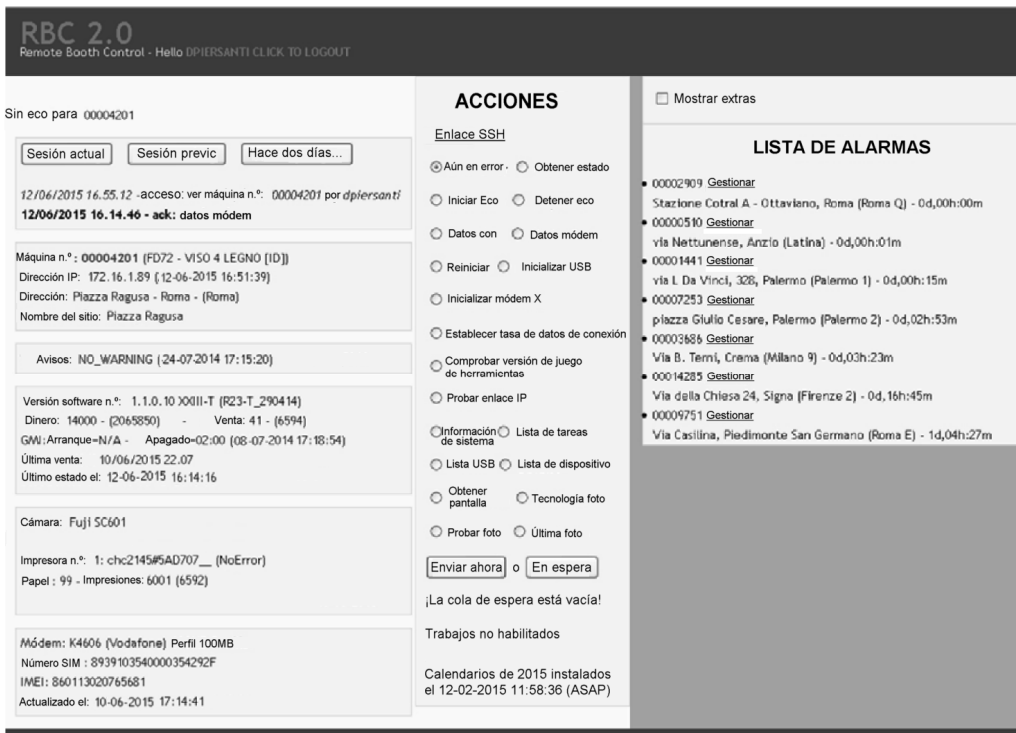 RBC 2.0
Remote Booth Control - Hello DPIERSANTI CLICK TO LOGOUT
Sin eco para 00004201
Sesión actual Sesión previc Hace dos días...
12/06/2015 16.55.12 -acceso: ver máquina n.º: 00004201 por dpiersanti
12/06/2015 16.14.46 - ack: datos módem
Máquina n.º : 00004201 (FD72 - VISO 4 LEGNO [ID])
Dirección IP: 172.16.1.89 (12-06-2015 16:51:39)
Dirección: Piazza Ragusa - Roma - (Roma)
Nombre del sitio: Piazza Ragusa
Avisos: NO_WARNING (24-07-2014 17:15:20)
Versión software n.º: 1.1.0.10 XXIII-T (R23-T_290414)
Dinero: 14000 - (2065850) - Venta: 41 - (6594)
GWI:Arranque=N/A - Apagado=02:00 (08-07-2014 17:18:54)
Última venta: 10/06/2015 22.07
Último estado el: 12-06-2015 16:14:16
Cámara: Fuji SC601
Impresora n.º: 1: chc2145#5AD707__ (NoError)
Papel : 99 - Impresiones: 6001 (6592)
Módem: K4606 (Vodafone) Perfil 100MB
Número SIM : 8939103540000354292F
IMEI: 860113020765681
Actualizado el: 10-06-2015 17:14:41
ACCIONES
Enlace SSH
Aún en error · Obtener estado
Iniciar Eco Detener eco
Datos con Datos módem
Reiniciar Inicializar USB
Inicializar módem X
Establecer tasa de datos de conexión
Comprobar versión de juego
de herramientas
Probar enlace IP
Información de sistema Lista de tareas
Lista USB Lista de dispositivo
Obtener pantalla Tecnología foto
Probar foto Última foto
Enviar ahora o En espera
¡La cola de espera está vacía!
Trabajos no habilitados
Calendarios de 2015 instalados
el 12-02-2015 11:58:36 (ASAP)
Mostrar extras
LISTA DE ALARMAS
00002909 Gestionar
Stazione Cotral A - Ottaviano, Roma (Roma Q) - 0d,00h:00m
00000510 Gestionar
via Nettunense, Anzio (Latina) - 0d,00h:01m
00001441 Gestionar
via L Da Vinci, 328, Palermo (Palermo 1) - 0d,00h:15m
00007253 Gestionar
piazza Giulio Cesare, Palermo (Palermo 2) - 0d,02h:53m
00003686 Gestionar
Via B. Terni, Crema (Milano 9) - 0d,03h:23m
00014285 Gestionar
Via della Chiesa 24, Signa (Firenze 2) - 0d,16h:45m
00009751 Gestionar
Via Casilina, Piedimonte San Germano (Roma E) - 1d,04h:27m